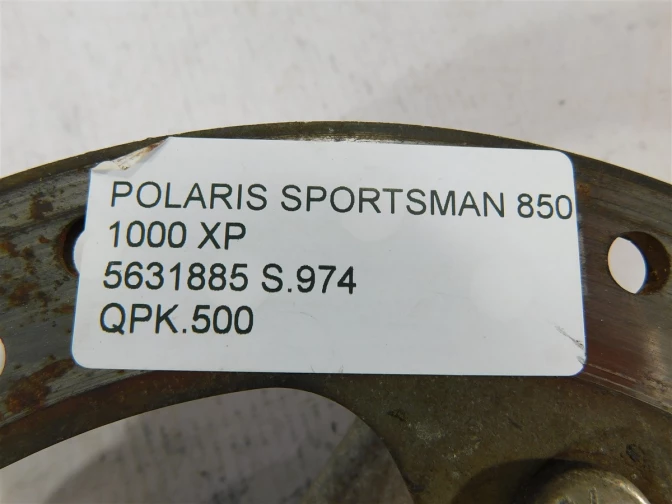 POLARIS SPORTSMAN 850
1000 XP
5631885 S.974
QPK.500